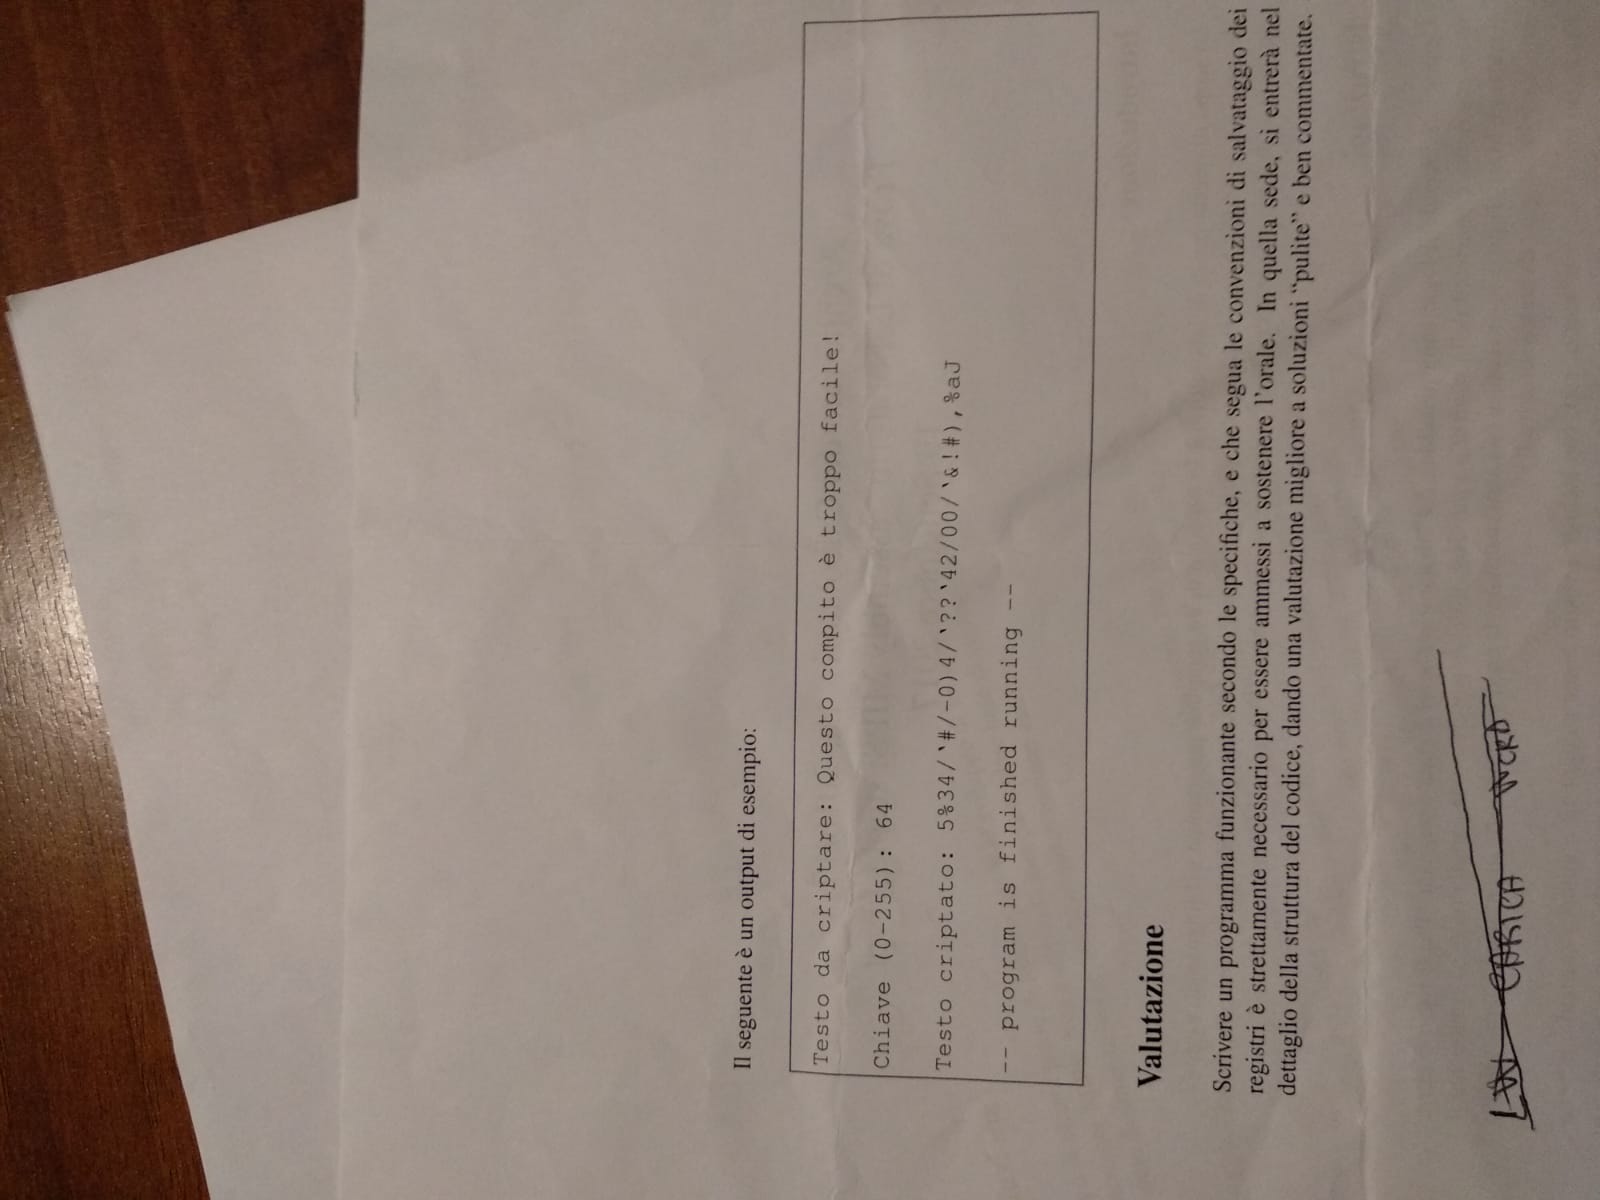 Il seguente è un output di esempio:
Testo da criptare: Questo compito è troppo facile!
Chiave (0-255): 64
Testo criptato: 5%34/`#/-0)4/`??`42/00/`&!#),%aJ
-- program is finished running --
Valutazione
Scrivere un programma funzionante secondo le specifiche, e che segua le convenzioni di salvataggio dei
registri è strettamente necessario per essere ammessi a sostenere l'orale. In quella sede, si entrerà nel
dettaglio della struttura del codice, dando una valutazione migliore a soluzioni “pulite” e ben commentate.
LW CARICA WORD